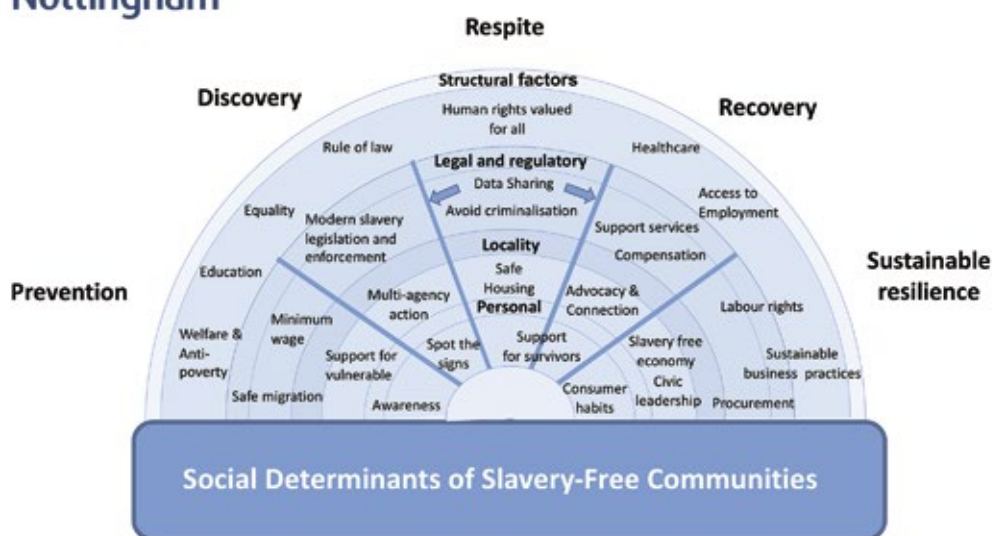 Nottingham
Respite
Structural factors
Discovery
Recovery
Human rights valued
for all
Rule of law
Healthcare
Legal and regulatory
Data Sharing
Access to
Employment
Equality
Modern slavery
legislation and
enforcement
Avoid criminalisation
Support services
Locality
Compensation
Prevention
Education
Safe
Housing
Sustainable
resilience
Multi-agency
action
Personal
Advocacy &
Connection
Labour rights
Welfare &
Anti-
poverty
Minimum
wage
Support for
vulnerable
Spot the
signs
Support
for survivors
Slavery free
economy
Sustainable
business practices
Safe migration
Awareness
Consumer
habits
Civic
leadership
Procurement
Social Determinants of Slavery-Free Communities